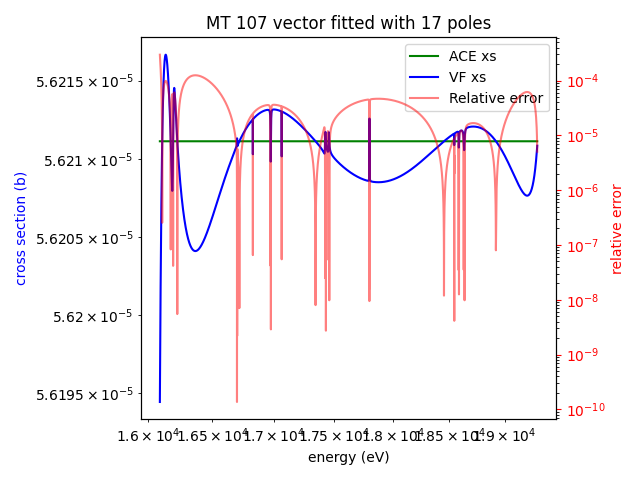 MT 107 vector fitted with 17 poles
ACE xs
VF xs
Relative error
5.6215 × 10⁻⁵
5.621 × 10⁻⁵
5.6205 × 10⁻⁵
5.62 × 10⁻⁵
5.6195 × 10⁻⁵
cross section (b)
10⁻⁴
10⁻⁵
10⁻⁶
10⁻⁷
10⁻⁸
10⁻⁹
10⁻¹⁰
relative error
1.6 × 10⁴ 1.65 × 10⁴ 1.7 × 10⁴ 1.75 × 10⁴ 1.8 × 10⁴ 1.85 × 10⁴ 1.9 × 10⁴
energy (eV)